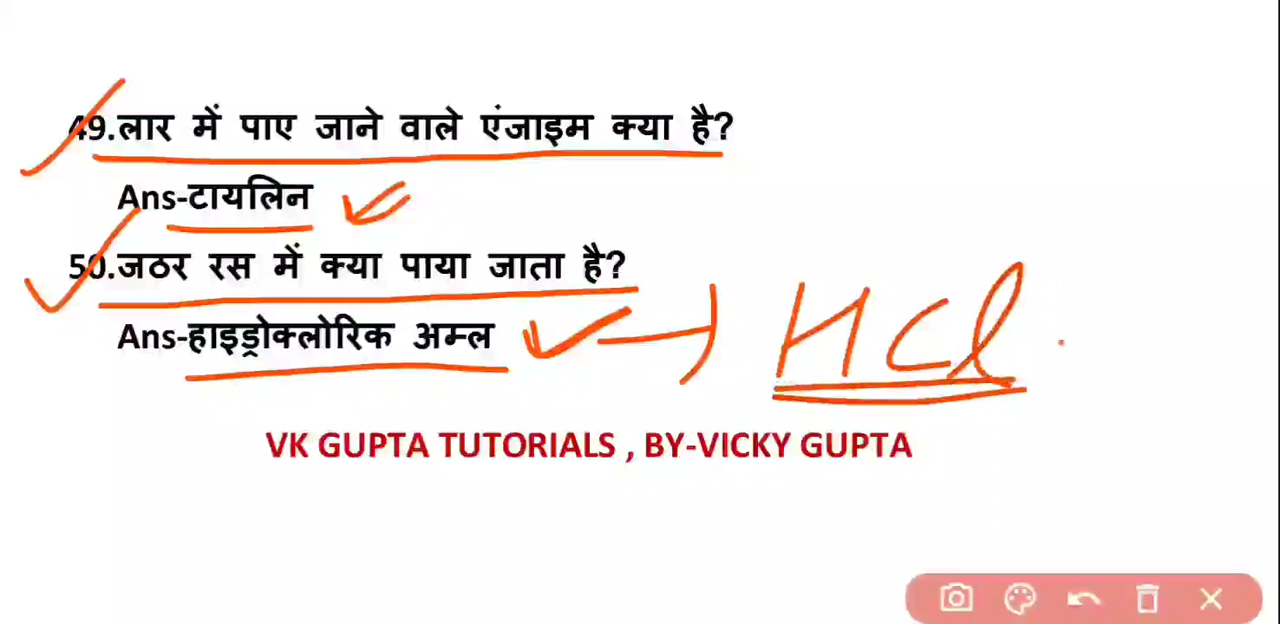 49.लार में पाए जाने वाले एंजाइम क्या है?
Ans-टायलिन
50.जठर रस में क्या पाया जाता है?
Ans-हाइड्रोक्लोरिक अम्ल
HCl
VK GUPTA TUTORIALS , BY-VICKY GUPTA